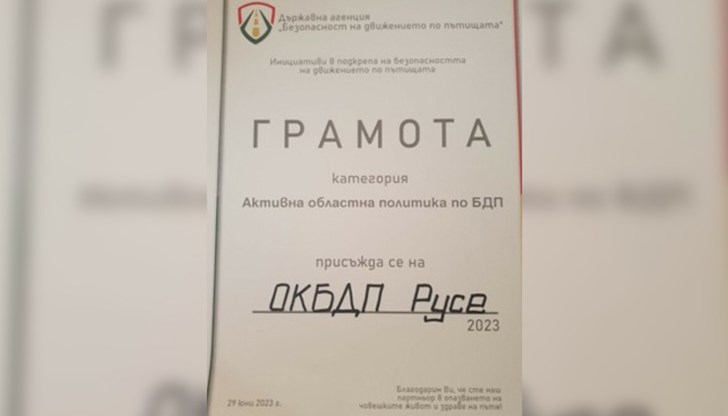 Държавна агенция
„Безопасност на движението по пътищата“
Инициативи в подкрепа на безопасността
на движението по пътищата
ГРАМОТА
категория
Активна областна политика по БДП
присъжда се на
ОКБДП Русе
2023
29 юни 2023 г.
Благодарим Ви, че сте наш
партньор в опазването на
човешките живот и здраве на пътя!